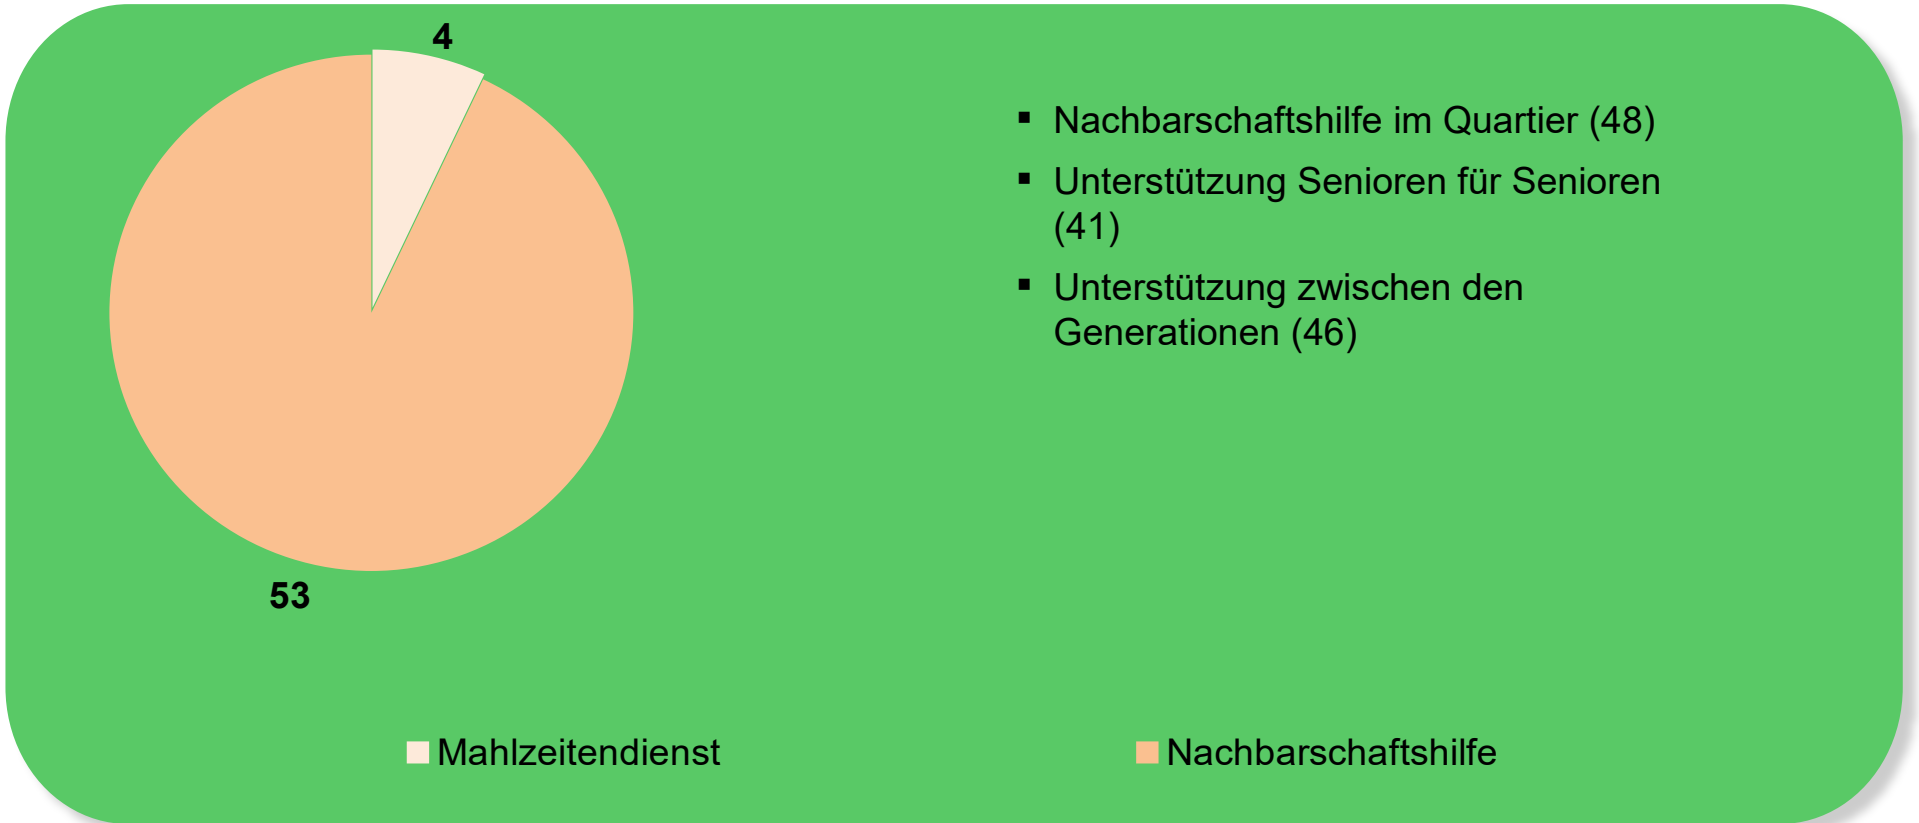 4
53
▪ Nachbarschaftshilfe im Quartier (48)
▪ Unterstützung Senioren für Senioren
(41)
▪ Unterstützung zwischen den
Generationen (46)
Mahlzeitendienst
Nachbarschaftshilfe